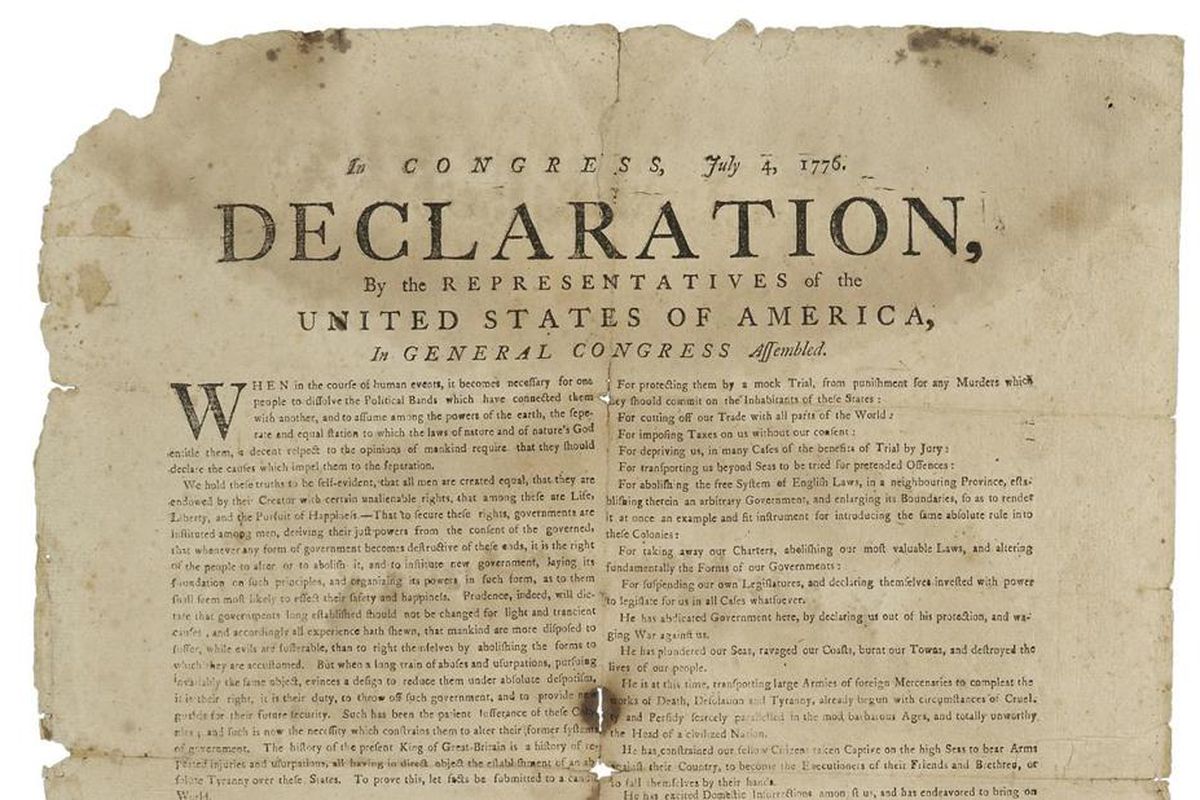 In CONGRESS, July 4, 1776.
DECLARATION,
By the REPRESENTATIVES of the
UNITED STATES OF AMERICA,
In GENERAL CONGRESS Aſſembled.
WHEN in the courſe of human events, it becomes neceſſary for one
people to diſſolve the Political Bands which have connected them
with another, and to aſſume among the powers of the earth, the ſepe-
rate and equal ſtation to which the laws of nature and of nature's God
entitle them, a decent reſpect to the opinions of mankind require that they ſhould
declare the cauſes which impel them to the ſeparation.
We hold theſe truths to be ſelf-evident, that all men are created equal, that they are
endowed by their Creator with certain unalienable rights, that among theſe are Life,
Liberty, and the Purſuit of Happineſs.—That to ſecure theſe rights, governments are
inſtituted among men, deriving their juſt powers from the conſent of the governed,
that whenever any form of government becomes deſtructive of theſe ends, it is the right
of the people to alter or to aboliſh it, and to inſtitute new government, laying its
foundation on ſuch principles, and organizing its powers in ſuch form, as to them
ſhall ſeem moſt likely to effect their ſafety and happineſs. Prudence, indeed, will dic-
tate that governments long eſtabliſhed ſhould not be changed for light and trancient
cauſes, and accordingly all experience hath ſhewn, that mankind are more diſpoſed to
ſuffer, while evils are ſufferable, than to right themſelves by aboliſhing the forms to
which they are accuſtomed. But when a long train of abuſes and uſurpations, purſuing
invariably the ſame object, evinces a deſign to reduce them under abſolute deſpotiſm,
it is their right, it is their duty, to throw off ſuch government, and to provide new
guards for their future ſecurity. Such has been the patient ſufferance of theſe
and ſuch is now the neceſſity which conſtrains them to alter their former ſyſtems
of government. The hiſtory of the preſent King of Great-Britain is a hiſtory of re-
peated injuries and uſurpations, all having in direct object the eſtabliſhment of an ab
ſolute Tyranny over theſe States. To prove this, let facts be ſubmitted to a candid
World.
For protecting them by a mock Trial, from puniſhment for any Murders which
they ſhould commit on the Inhabitants of theſe States:
For cutting off our Trade with all parts of the World:
For impoſing Taxes on us without our conſent:
For depriving us, in many Caſes of the benefits of Trial by Jury:
For tranſporting us beyond Seas to be tried for pretended Offences:
For aboliſhing the free Syſtem of Engliſh Laws, in a neighbouring Province, eſta-
bliſhing therein an arbitrary Government, and enlarging its Boundaries, ſo as to render
it at once an example and fit inſtrument for introducing the ſame abſolute rule into
theſe Colonies:
For taking away our Charters, aboliſhing our moſt valuable Laws, and altering
fundamentally the Forms of our Governments:
For ſuſpending our own Legiſlatures, and declaring themſelves inveſted with power
to legiſlate for us in all Caſes whatſoever.
He has abdicated Government here, by declaring us out of his protection, and wa-
ging War againſt us.
He has plundered our Seas, ravaged our Coaſts, burnt our Towns, and deſtroyed the
lives of our people.
He is at this time, tranſporting large Armies of foreign Mercenaries to compleat the
works of Death, Deſolation and Tyranny, already begun with circumſtances of Cruel.
ty and Perfidy ſcarcely paralleled in the moſt barbarous Ages, and totally unworthy
the Head of a civilized Nation.
He has conſtrained our fellow Citizens taken Captive on the high Seas to bear Arms
againſt their Country, to become the Executioners of their Friends and Brethren, or
to fall themſelves by their hands.
He has excited Domeſtic Inſurrections amongſt us, and has endeavored to bring on